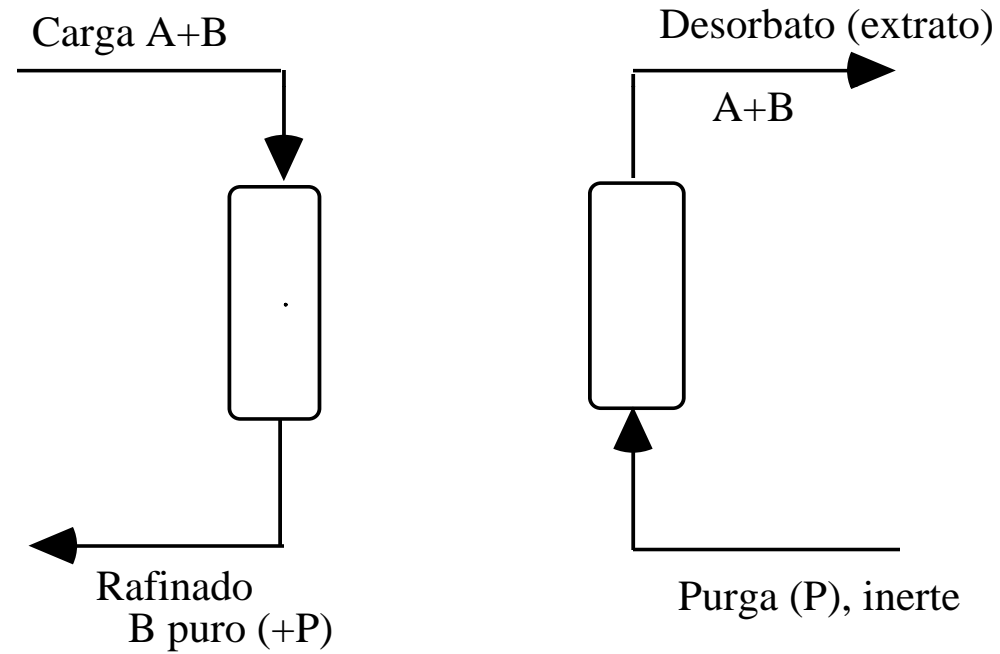 Carga A+B
Desorbato (extrato)
A+B
Rafinado
B puro (+P)
Purga (P), inerte